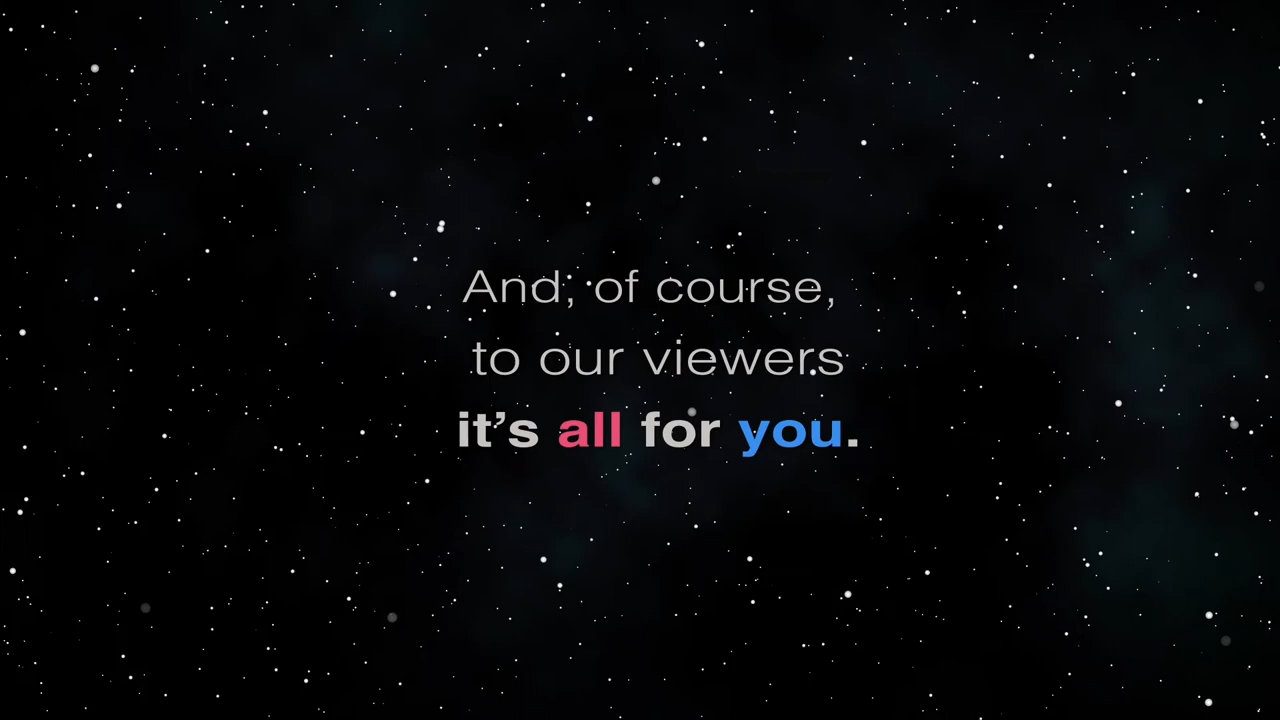 And, of course,
to our viewers
it’s all for you.